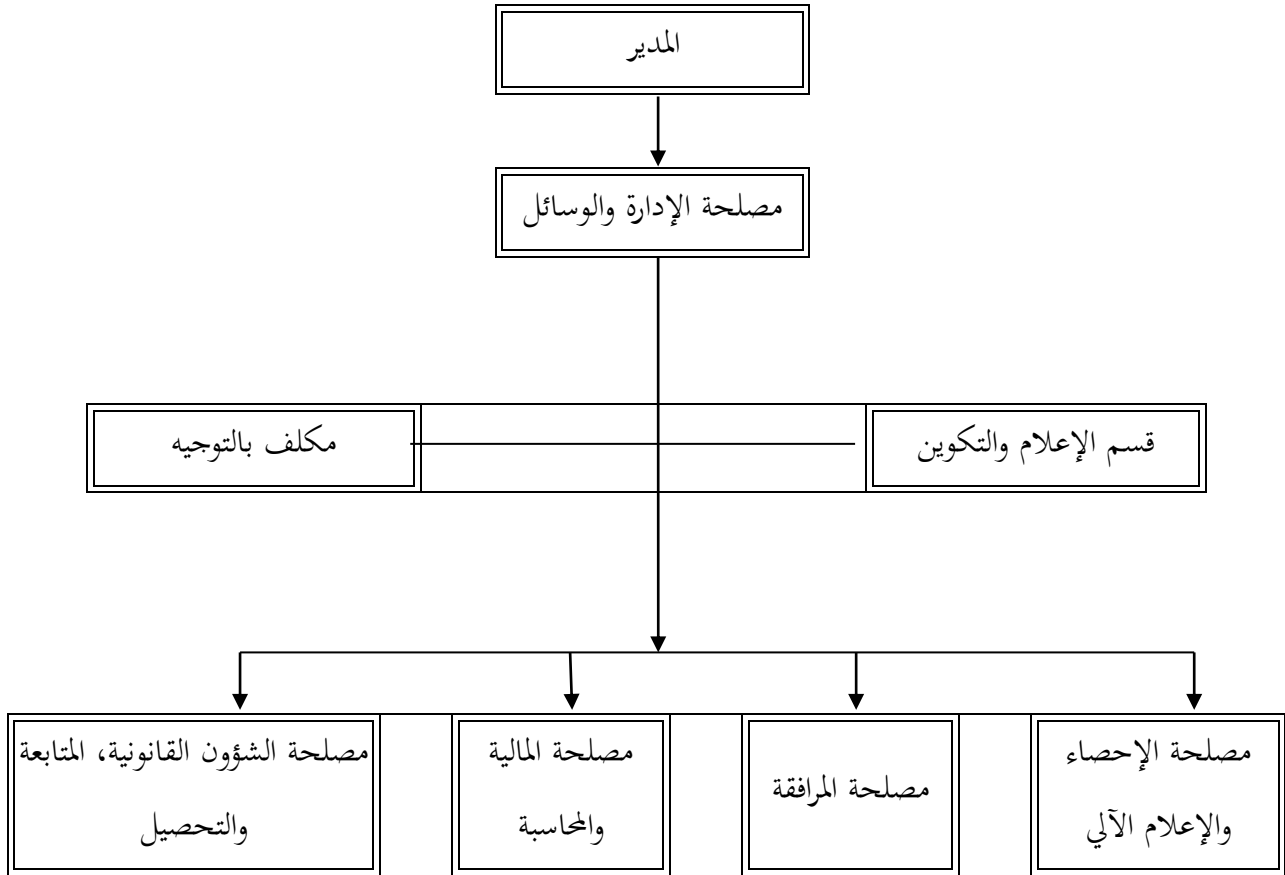 المدير
مصلحة الإدارة والوسائل
قسم الإعلام والتكوين
مكلف بالتوجيه
مصلحة الإحصاء
والإعلام الآلي
مصلحة المرافقة
مصلحة المالية
والمحاسبة
مصلحة الشؤون القانونية، المتابعة
والتحصيل